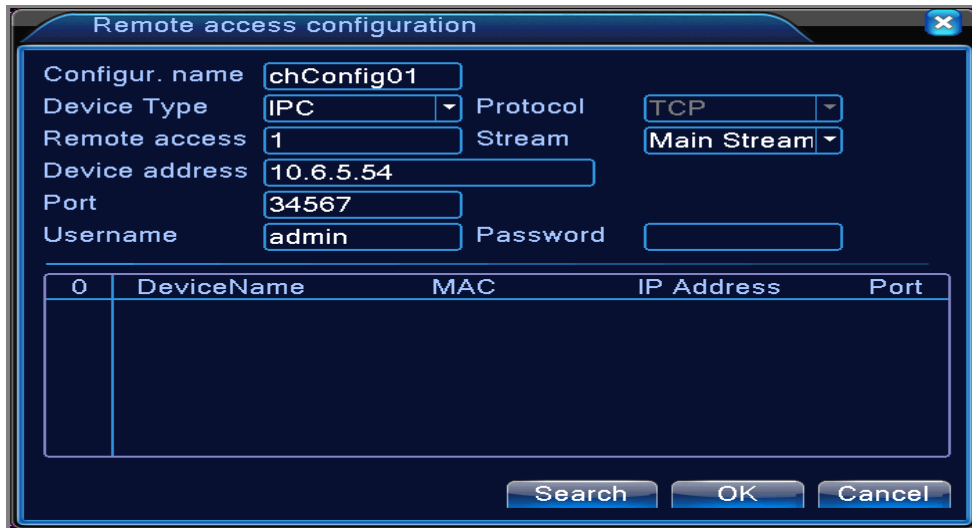 Remote access configuration
Configur. name chConfig01
Device Type IPC Protocol TCP
Remote access 1 Stream Main Stream
Device address 10.6.5.54
Port 34567
Username admin Password
0 DeviceName MAC IP Address Port
Search OK Cancel